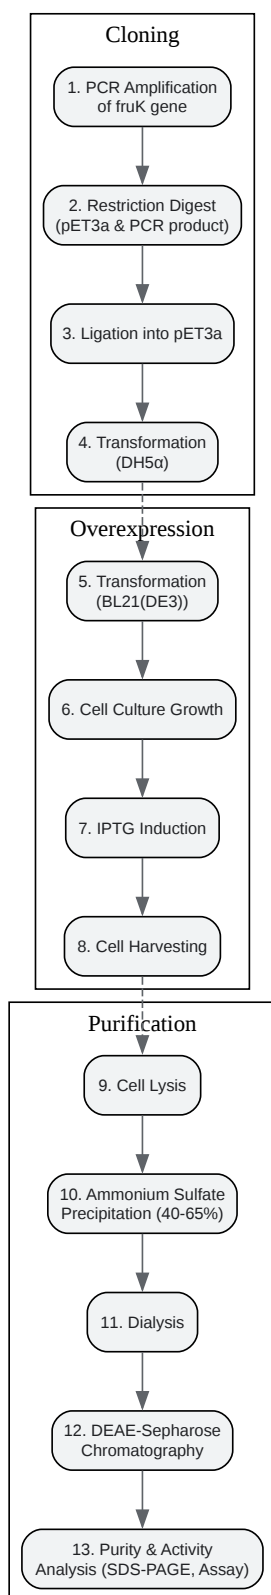 Cloning
1. PCR Amplification
of fruK gene
2. Restriction Digest
(pET3a & PCR product)
3. Ligation into pET3a
4. Transformation
(DH5α)
Overexpression
5. Transformation
(BL21(DE3))
6. Cell Culture Growth
7. IPTG Induction
8. Cell Harvesting
Purification
9. Cell Lysis
10. Ammonium Sulfate
Precipitation (40-65%)
11. Dialysis
12. DEAE-Sepharose
Chromatography
13. Purity & Activity
Analysis (SDS-PAGE, Assay)